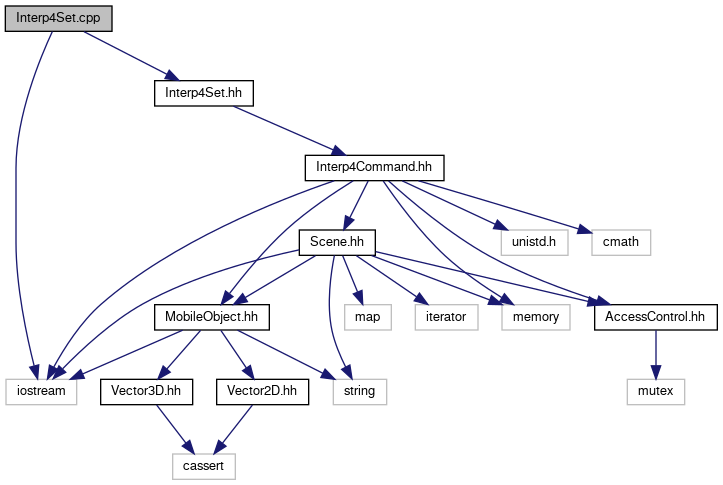 Interp4Set.cpp
Interp4Set.hh
Interp4Command.hh
Scene.hh
unistd.h
cmath
MobileObject.hh
map
iterator
memory
AccessControl.hh
iostream
Vector3D.hh
Vector2D.hh
string
mutex
cassert